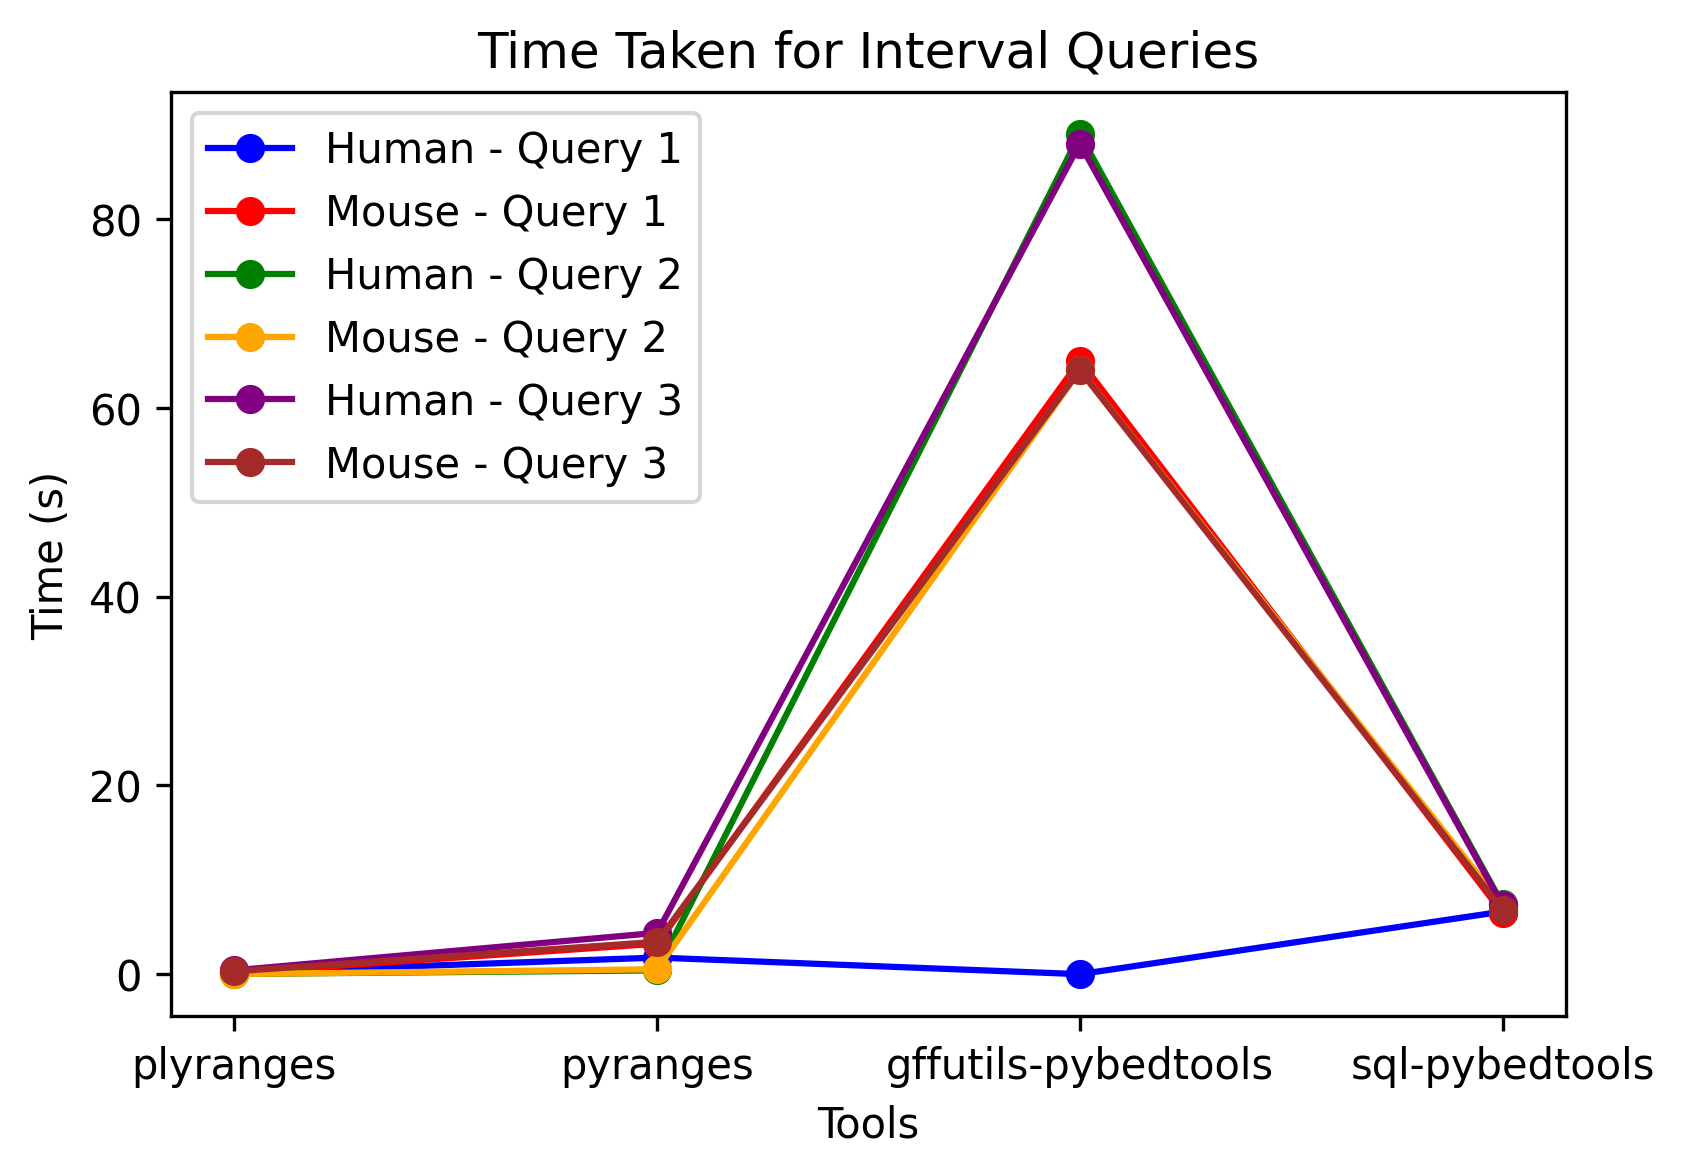 Time Taken for Interval Queries
Human - Query 1
Mouse - Query 1
Human - Query 2
Mouse - Query 2
Human - Query 3
Mouse - Query 3
80
60
40
20
0
Time (s)
plyranges pyranges gffutils-pybedtools sql-pybedtools
Tools